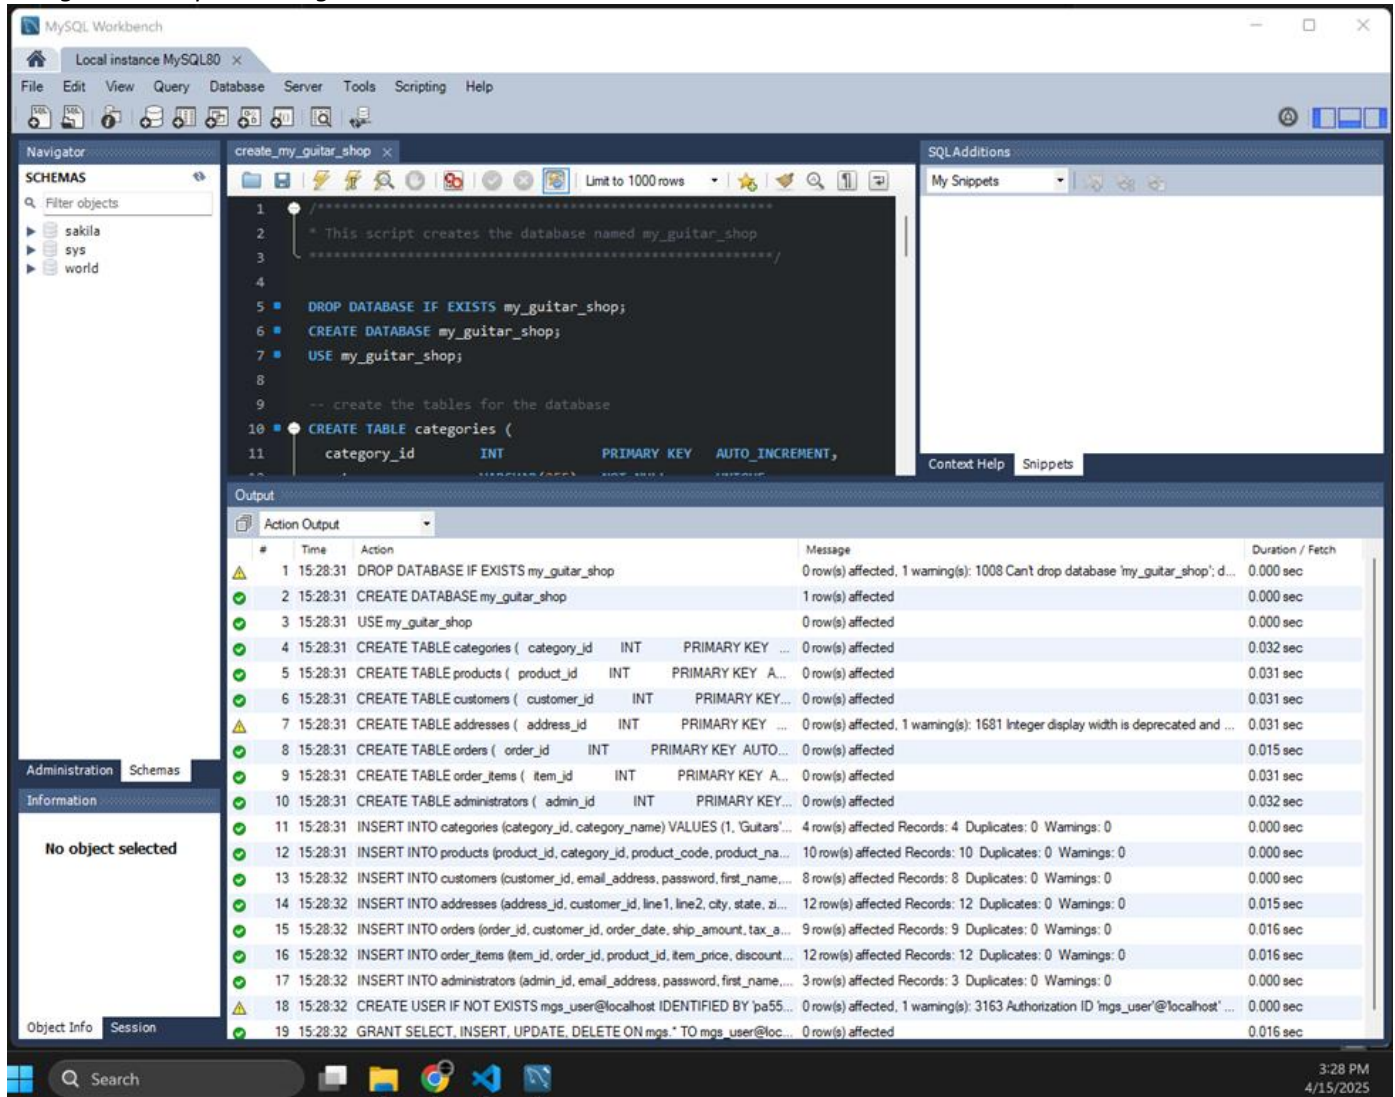 MySQL Workbench
Local instance MySQL80 ×
File Edit View Query Database Server Tools Scripting Help
Navigator
SCHEMAS
Filter objects
sakila
sys
world
Administration Schemas
Information
No object selected
Object Info Session
create_my_guitar_shop ×
Limit to 1000 rows
1 /*******************************************************
2 * This script creates the database named my_guitar_shop
3 *******************************************************/
4
5 DROP DATABASE IF EXISTS my_guitar_shop;
6 CREATE DATABASE my_guitar_shop;
7 USE my_guitar_shop;
8
9 -- create the tables for the database
10 CREATE TABLE categories (
11 category_id INT PRIMARY KEY AUTO_INCREMENT,
SQLAdditions
My Snippets
Context Help Snippets
Output
Action Output
# Time Action Message Duration / Fetch
1 15:28:31 DROP DATABASE IF EXISTS my_guitar_shop 0 row(s) affected, 1 warning(s): 1008 Can't drop database 'my_guitar_shop'; d... 0.000 sec
2 15:28:31 CREATE DATABASE my_guitar_shop 1 row(s) affected 0.000 sec
3 15:28:31 USE my_guitar_shop 0 row(s) affected 0.000 sec
4 15:28:31 CREATE TABLE categories ( category_id INT PRIMARY KEY ... 0 row(s) affected 0.032 sec
5 15:28:31 CREATE TABLE products ( product_id INT PRIMARY KEY A... 0 row(s) affected 0.031 sec
6 15:28:31 CREATE TABLE customers ( customer_id INT PRIMARY KEY... 0 row(s) affected 0.031 sec
7 15:28:31 CREATE TABLE addresses ( address_id INT PRIMARY KEY ... 0 row(s) affected, 1 warning(s): 1681 Integer display width is deprecated and ... 0.031 sec
8 15:28:31 CREATE TABLE orders ( order_id INT PRIMARY KEY AUTO... 0 row(s) affected 0.015 sec
9 15:28:31 CREATE TABLE order_items ( item_id INT PRIMARY KEY A... 0 row(s) affected 0.031 sec
10 15:28:31 CREATE TABLE administrators ( admin_id INT PRIMARY KEY... 0 row(s) affected 0.032 sec
11 15:28:31 INSERT INTO categories (category_id, category_name) VALUES (1, 'Guitars'... 4 row(s) affected Records: 4 Duplicates: 0 Warnings: 0 0.000 sec
12 15:28:31 INSERT INTO products (product_id, category_id, product_code, product_na... 10 row(s) affected Records: 10 Duplicates: 0 Warnings: 0 0.000 sec
13 15:28:32 INSERT INTO customers (customer_id, email_address, password, first_name,... 8 row(s) affected Records: 8 Duplicates: 0 Warnings: 0 0.000 sec
14 15:28:32 INSERT INTO addresses (address_id, customer_id, line1, line2, city, state, zi... 12 row(s) affected Records: 12 Duplicates: 0 Warnings: 0 0.015 sec
15 15:28:32 INSERT INTO orders (order_id, customer_id, order_date, ship_amount, tax_a... 9 row(s) affected Records: 9 Duplicates: 0 Warnings: 0 0.016 sec
16 15:28:32 INSERT INTO order_items (item_id, order_id, product_id, item_price, discount... 12 row(s) affected Records: 12 Duplicates: 0 Warnings: 0 0.016 sec
17 15:28:32 INSERT INTO administrators (admin_id, email_address, password, first_name,... 3 row(s) affected Records: 3 Duplicates: 0 Warnings: 0 0.000 sec
18 15:28:32 CREATE USER IF NOT EXISTS mgs_user@localhost IDENTIFIED BY 'pa55... 0 row(s) affected, 1 warning(s): 3163 Authorization ID 'mgs_user'@'localhost' ... 0.000 sec
19 15:28:32 GRANT SELECT, INSERT, UPDATE, DELETE ON mgs.* TO mgs_user@loc... 0 row(s) affected 0.016 sec
Search
3:28 PM
4/15/2025